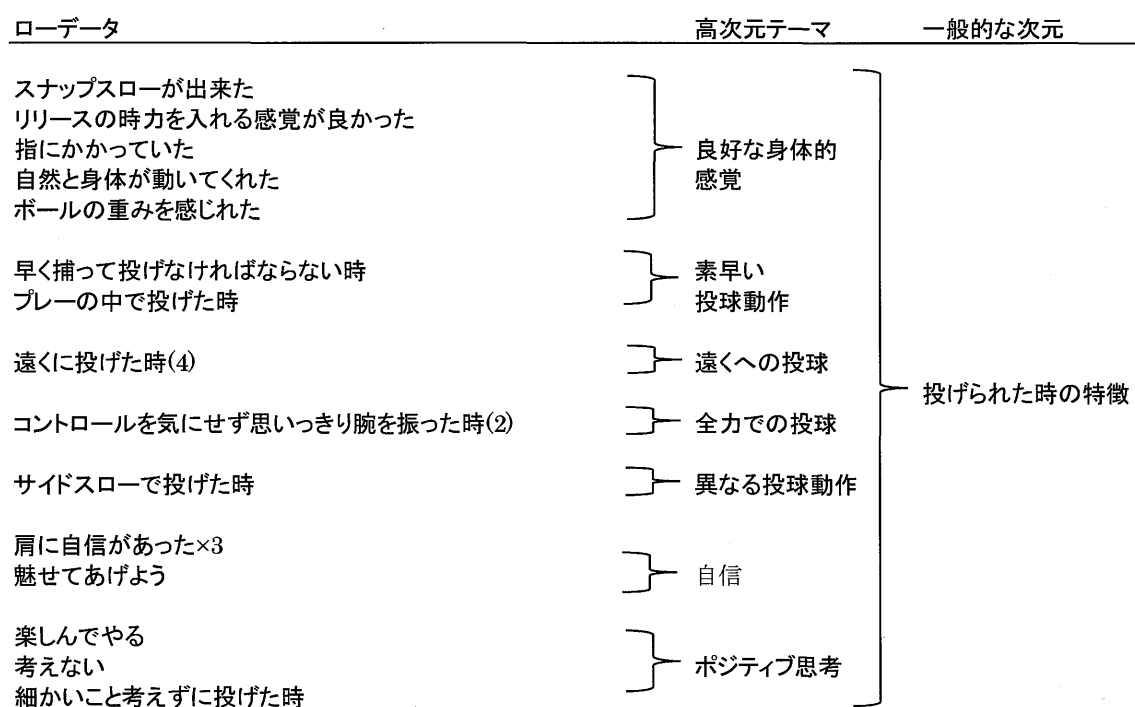 ローデータ 高次元テーマ 一般的な次元
スナップスローが出来た
リリースの時力を入れる感覚が良かった
指にかかっていた
自然と身体が動いてくれた
ボールの重みを感じれた
良好な身体的
感覚
早く捕って投げなければならない時
プレーの中で投げた時
素早い
投球動作
遠くに投げた時(4)
遠くへの投球
コントロールを気にせず思いっきり腕を振った時(2)
全力での投球
サイドスローで投げた時
異なる投球動作
肩に自信があった×3
魅せてあげよう
自信
楽しんでやる
考えない
細かいこと考えずに投げた時
ポジティブ思考
投げられた時の特徴